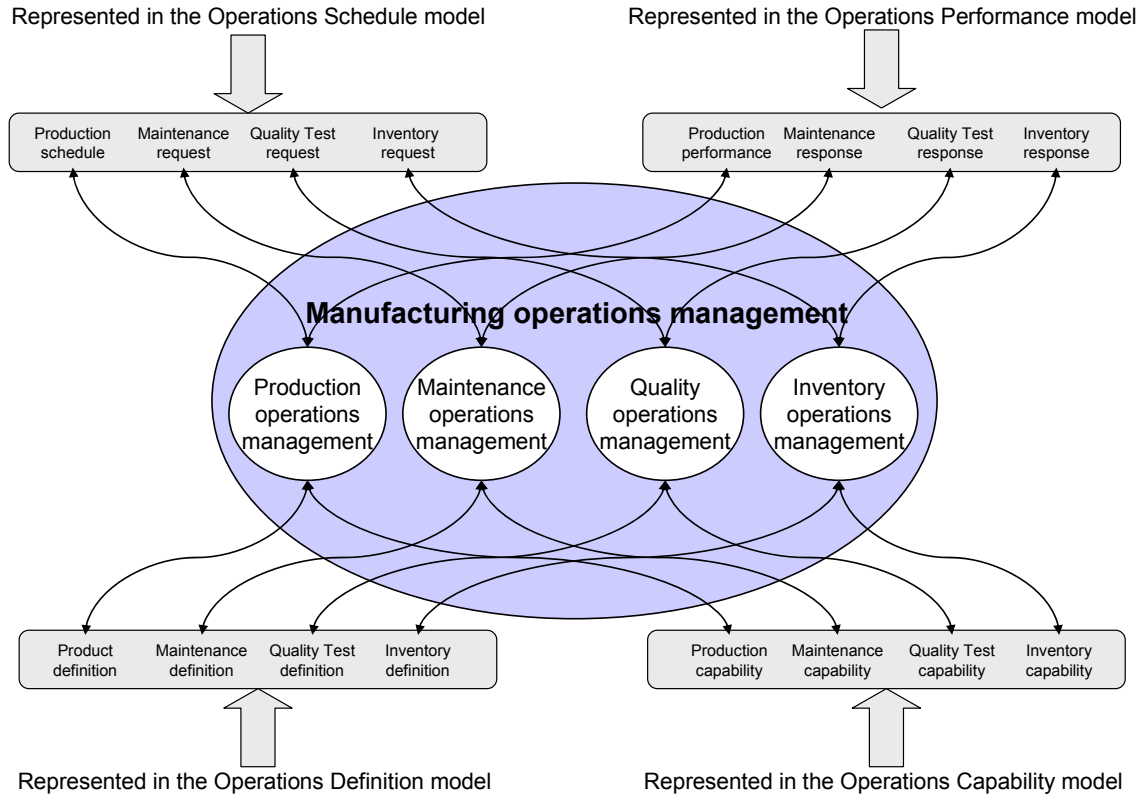 Represented in the Operations Schedule model
Represented in the Operations Performance model
Production schedule
Maintenance request
Quality Test request
Inventory request
Production performance
Maintenance response
Quality Test response
Inventory response
Manufacturing operations management
Production
operations
management
Maintenance
operations
management
Quality
operations
management
Inventory
operations
management
Product definition
Maintenance definition
Quality Test definition
Inventory definition
Production capability
Maintenance capability
Quality Test capability
Inventory capability
Represented in the Operations Definition model
Represented in the Operations Capability model